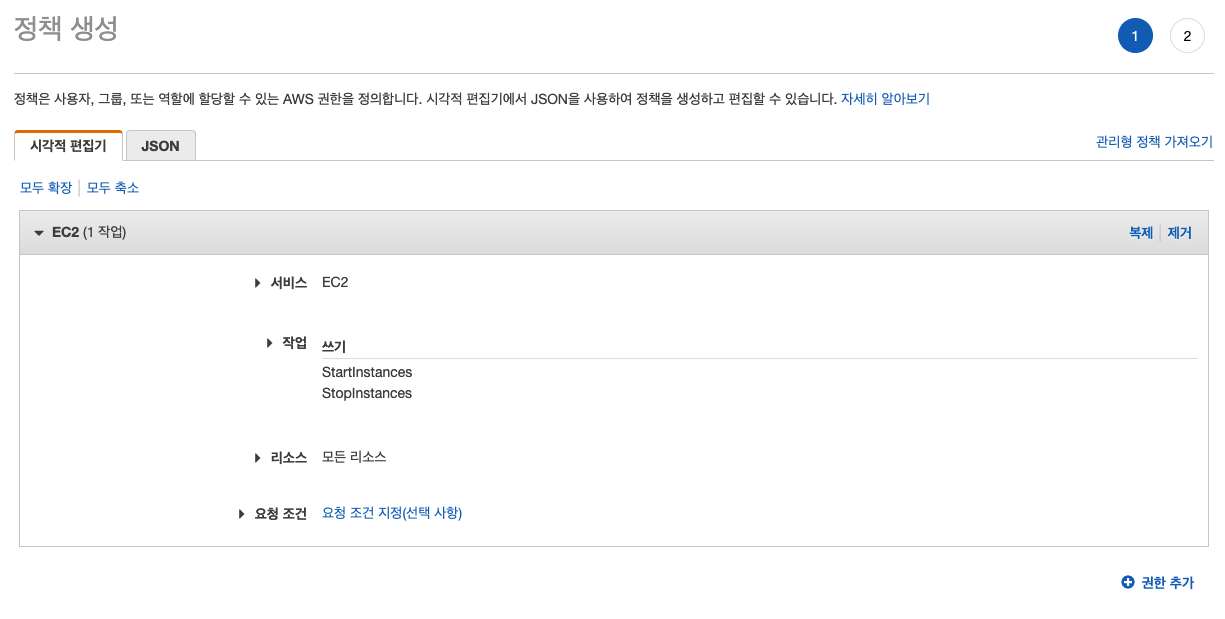 정책 생성
1
2
정책은 사용자, 그룹, 또는 역할에 할당할 수 있는 AWS 권한을 정의합니다. 시각적 편집기에서 JSON을 사용하여 정책을 생성하고 편집할 수 있습니다. 자세히 알아보기
시각적 편집기 JSON 관리형 정책 가져오기
모두 확장 모두 축소
EC2 (1 작업) 복제 제거
서비스 EC2
작업 쓰기
StartInstances
StopInstances
리소스 모든 리소스
요청 조건 요청 조건 지정(선택 사항)
권한 추가